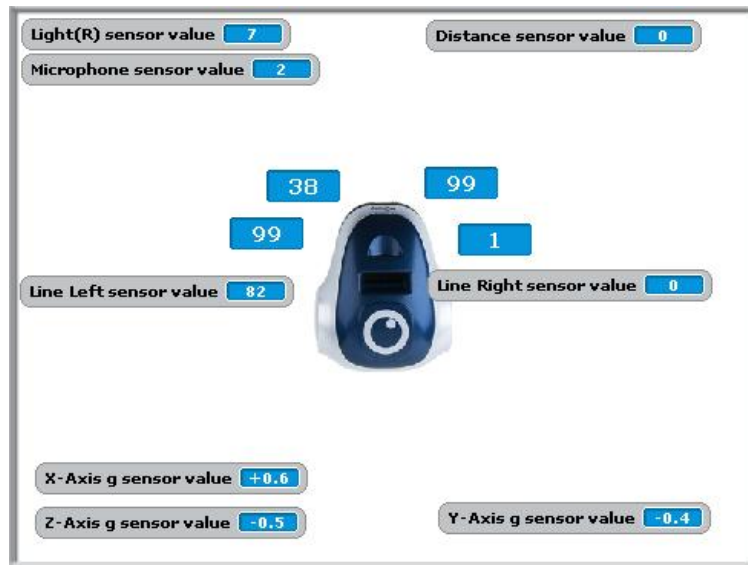 Light(R) sensor value 7
Distance sensor value 0
Microphone sensor value 2
38
99
99
1
Line Left sensor value 82
Line Right sensor value 0
X-Axis g sensor value +0.6
Z-Axis g sensor value -0.5
Y-Axis g sensor value -0.4